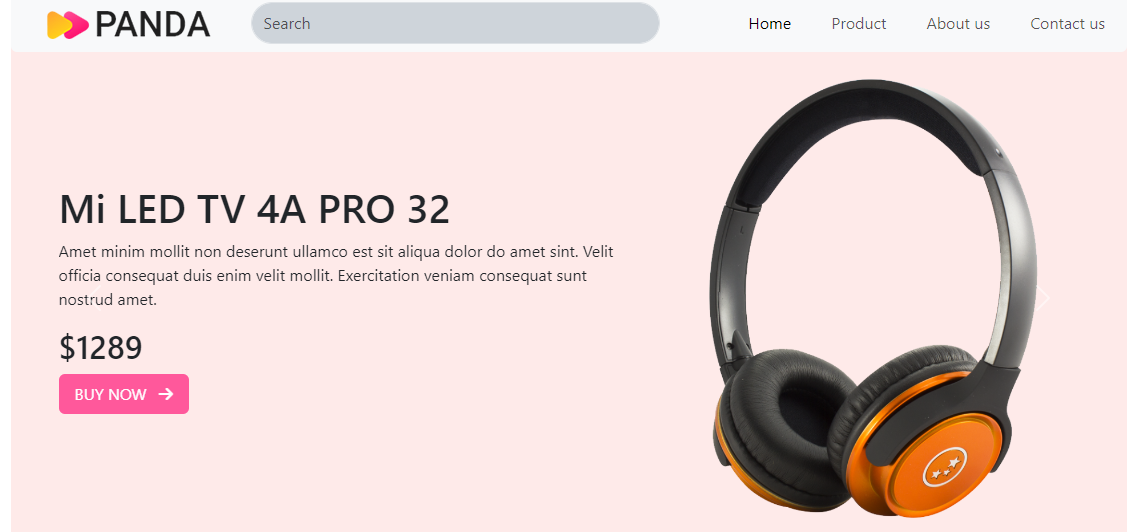 PANDA
Search
Home
Product
About us
Contact us
Mi LED TV 4A PRO 32
Amet minim mollit non deserunt ullamco est sit aliqua dolor do amet sint. Velit
officia consequat duis enim velit mollit. Exercitation veniam consequat sunt
nostrud amet.
$1289
BUY NOW
L